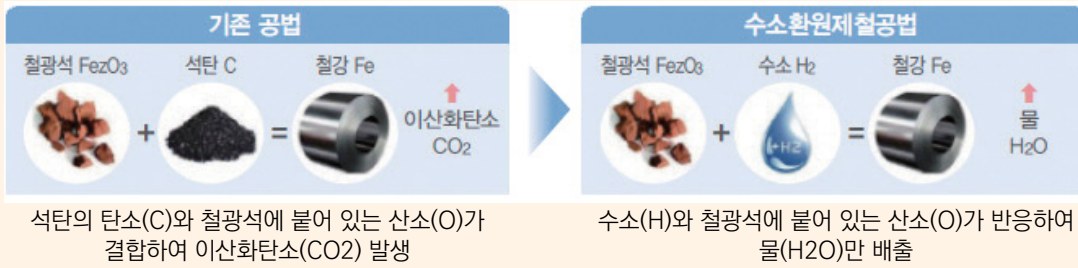 기존 공법
철광석 FezO3
석탄 C
철강 Fe
이산화탄소
CO2
+
=
석탄의 탄소(C)와 철광석에 붙어 있는 산소(O)가
결합하여 이산화탄소(CO2) 발생
수소환원제철공법
철광석 FezO3
수소 H2
철강 Fe
물
H2O
+
+H2
=
수소(H)와 철광석에 붙어 있는 산소(O)가 반응하여
물(H2O)만 배출